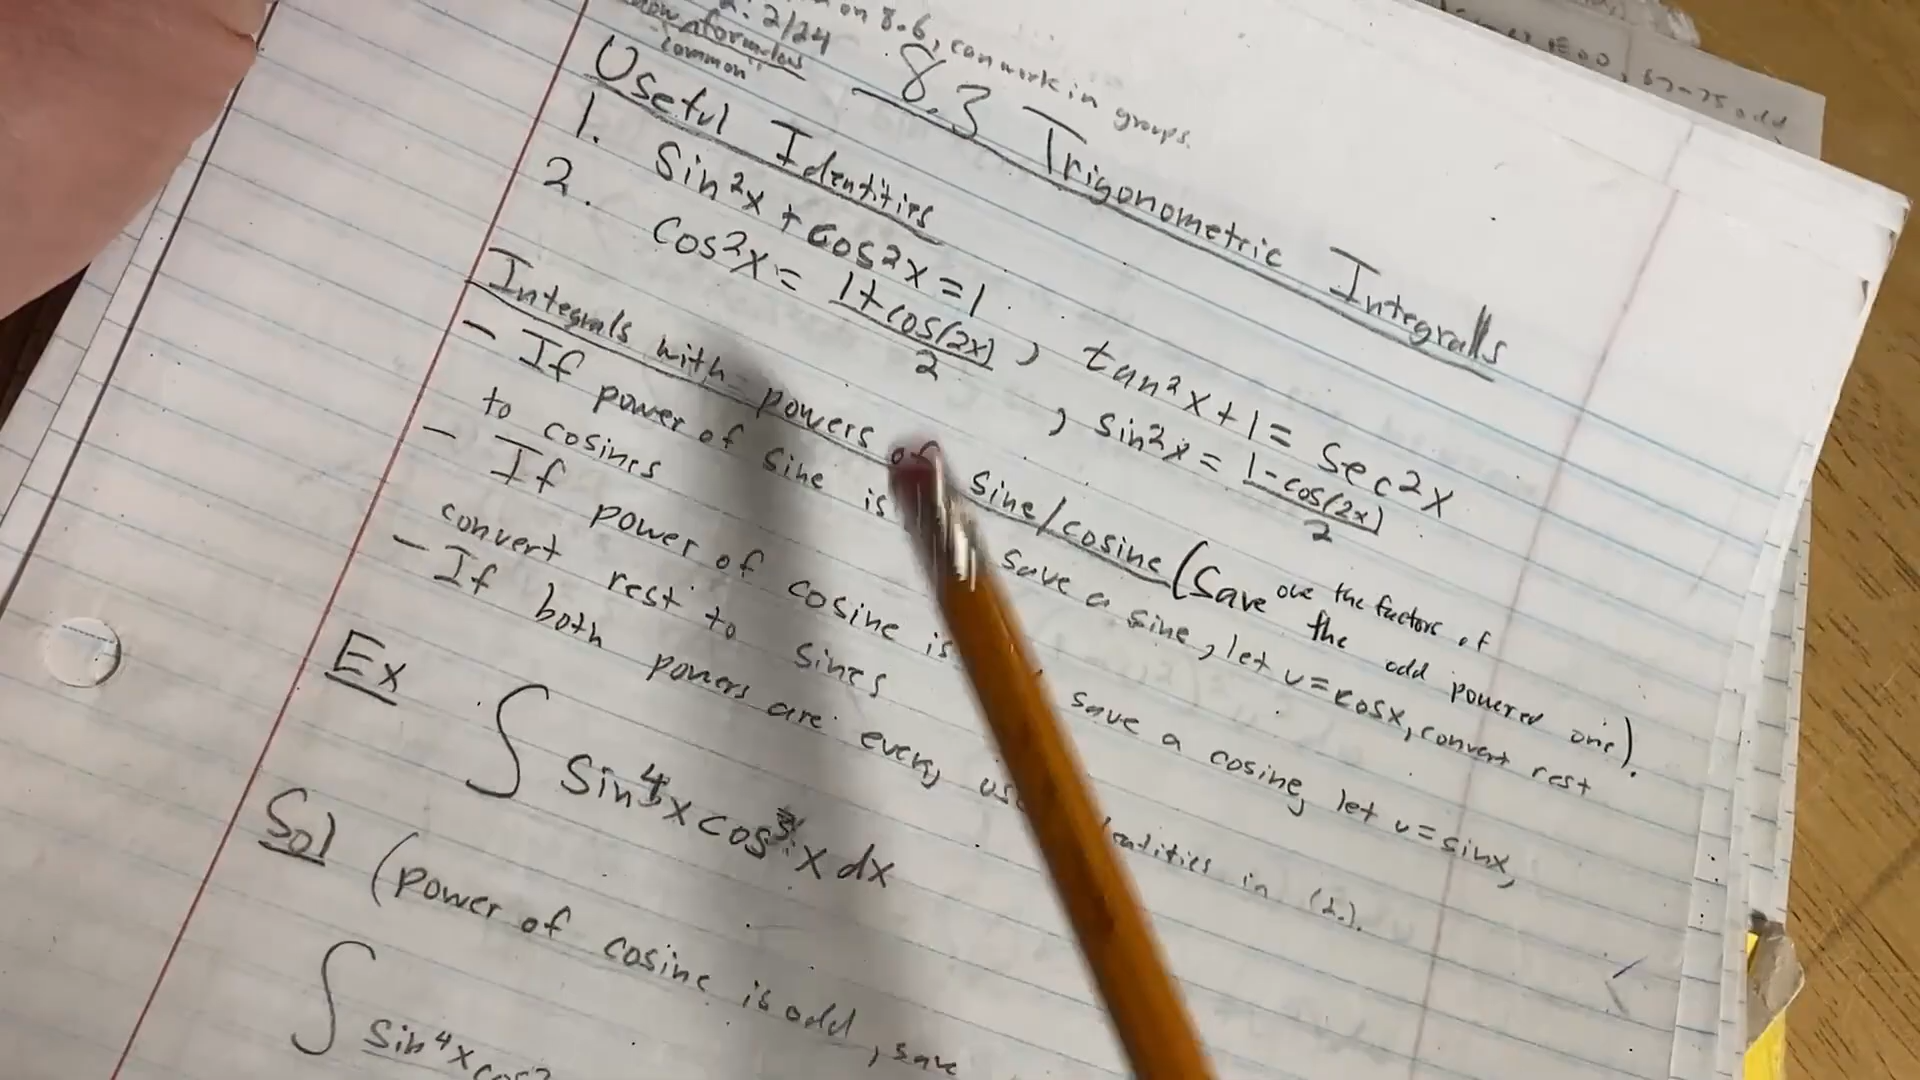 on 8.6, can work in groups.
2/24
common
8.3 Trigonometric Integrals
Useful Identities
1. Sin²x + cos²x = 1, tan²x + 1 = sec²x
2. Cos²x = 1+cos(2x)/2, sin²x = 1-cos(2x)/2
Integrals with powers of sine/cosine (Save one the factors of the odd powered one).
- If power of sine is save a sine, let u=cosx, convert rest
to cosines
- If power of cosine is save a cosine, let u=sinx,
convert rest to sines
- If both powers are even, use identities in (2.).
Ex ∫ Sin⁴x cos³x dx
Sol (power of cosine is odd, save
∫ Sin⁴x cos²